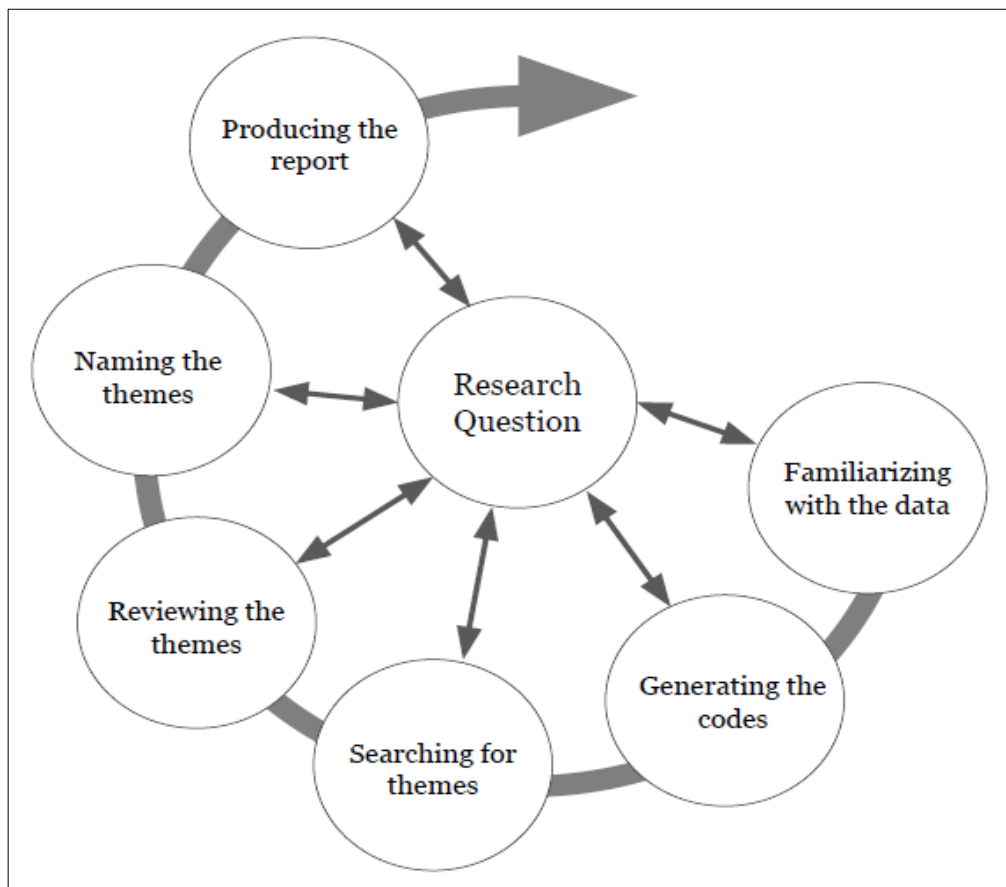 Producing the
report
Naming the
themes
Research
Question
Familiarizing
with the data
Reviewing the
themes
Generating the
codes
Searching for
themes